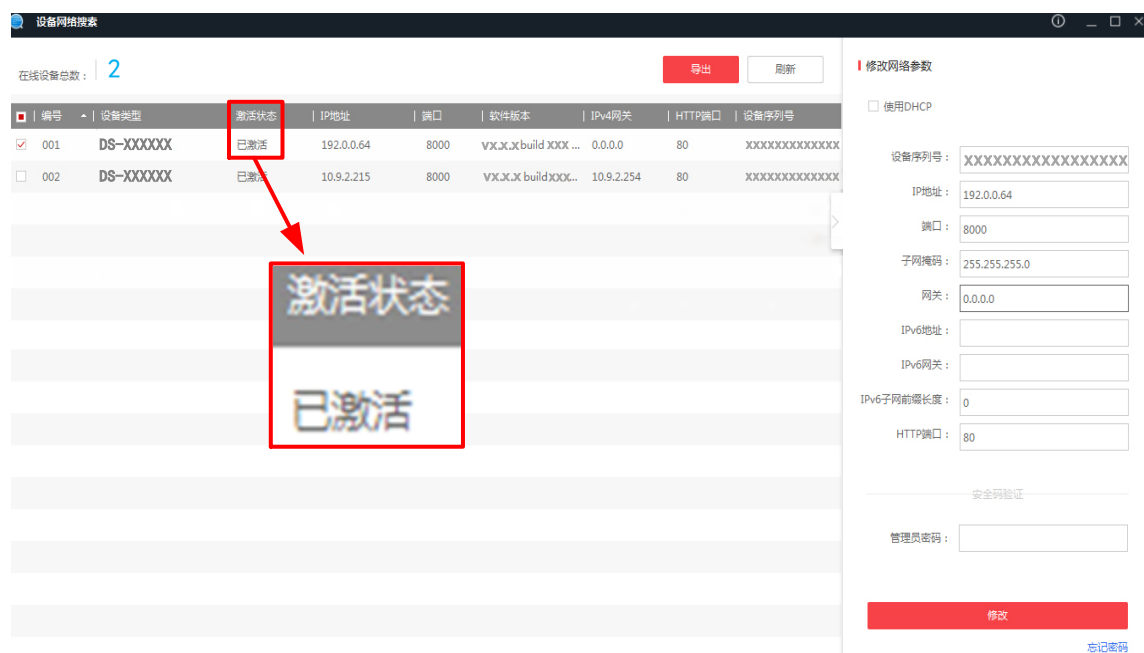 设备网络搜索
在线设备总数： 2
导出
刷新
编号 设备类型 激活状态 IP地址 端口 软件版本 IPv4网关 HTTP端口 设备序列号
001 DS-XXXXXX 已激活 192.0.0.64 8000 VX.X.X build XXX ... 0.0.0.0 80 XXXXXXXXXXXXX
002 DS-XXXXXX 已激活 10.9.2.215 8000 VX.X.X build XXX... 10.9.2.254 80 XXXXXXXXXXXXX
激活状态
已激活
修改网络参数
使用DHCP
设备序列号： XXXXXXXXXXXXXXXXX
IP地址： 192.0.0.64
端口： 8000
子网掩码： 255.255.255.0
网关： 0.0.0.0
IPv6地址：
IPv6网关：
IPv6子网前缀长度： 0
HTTP端口： 80
安全码验证
管理员密码：
修改
忘记密码